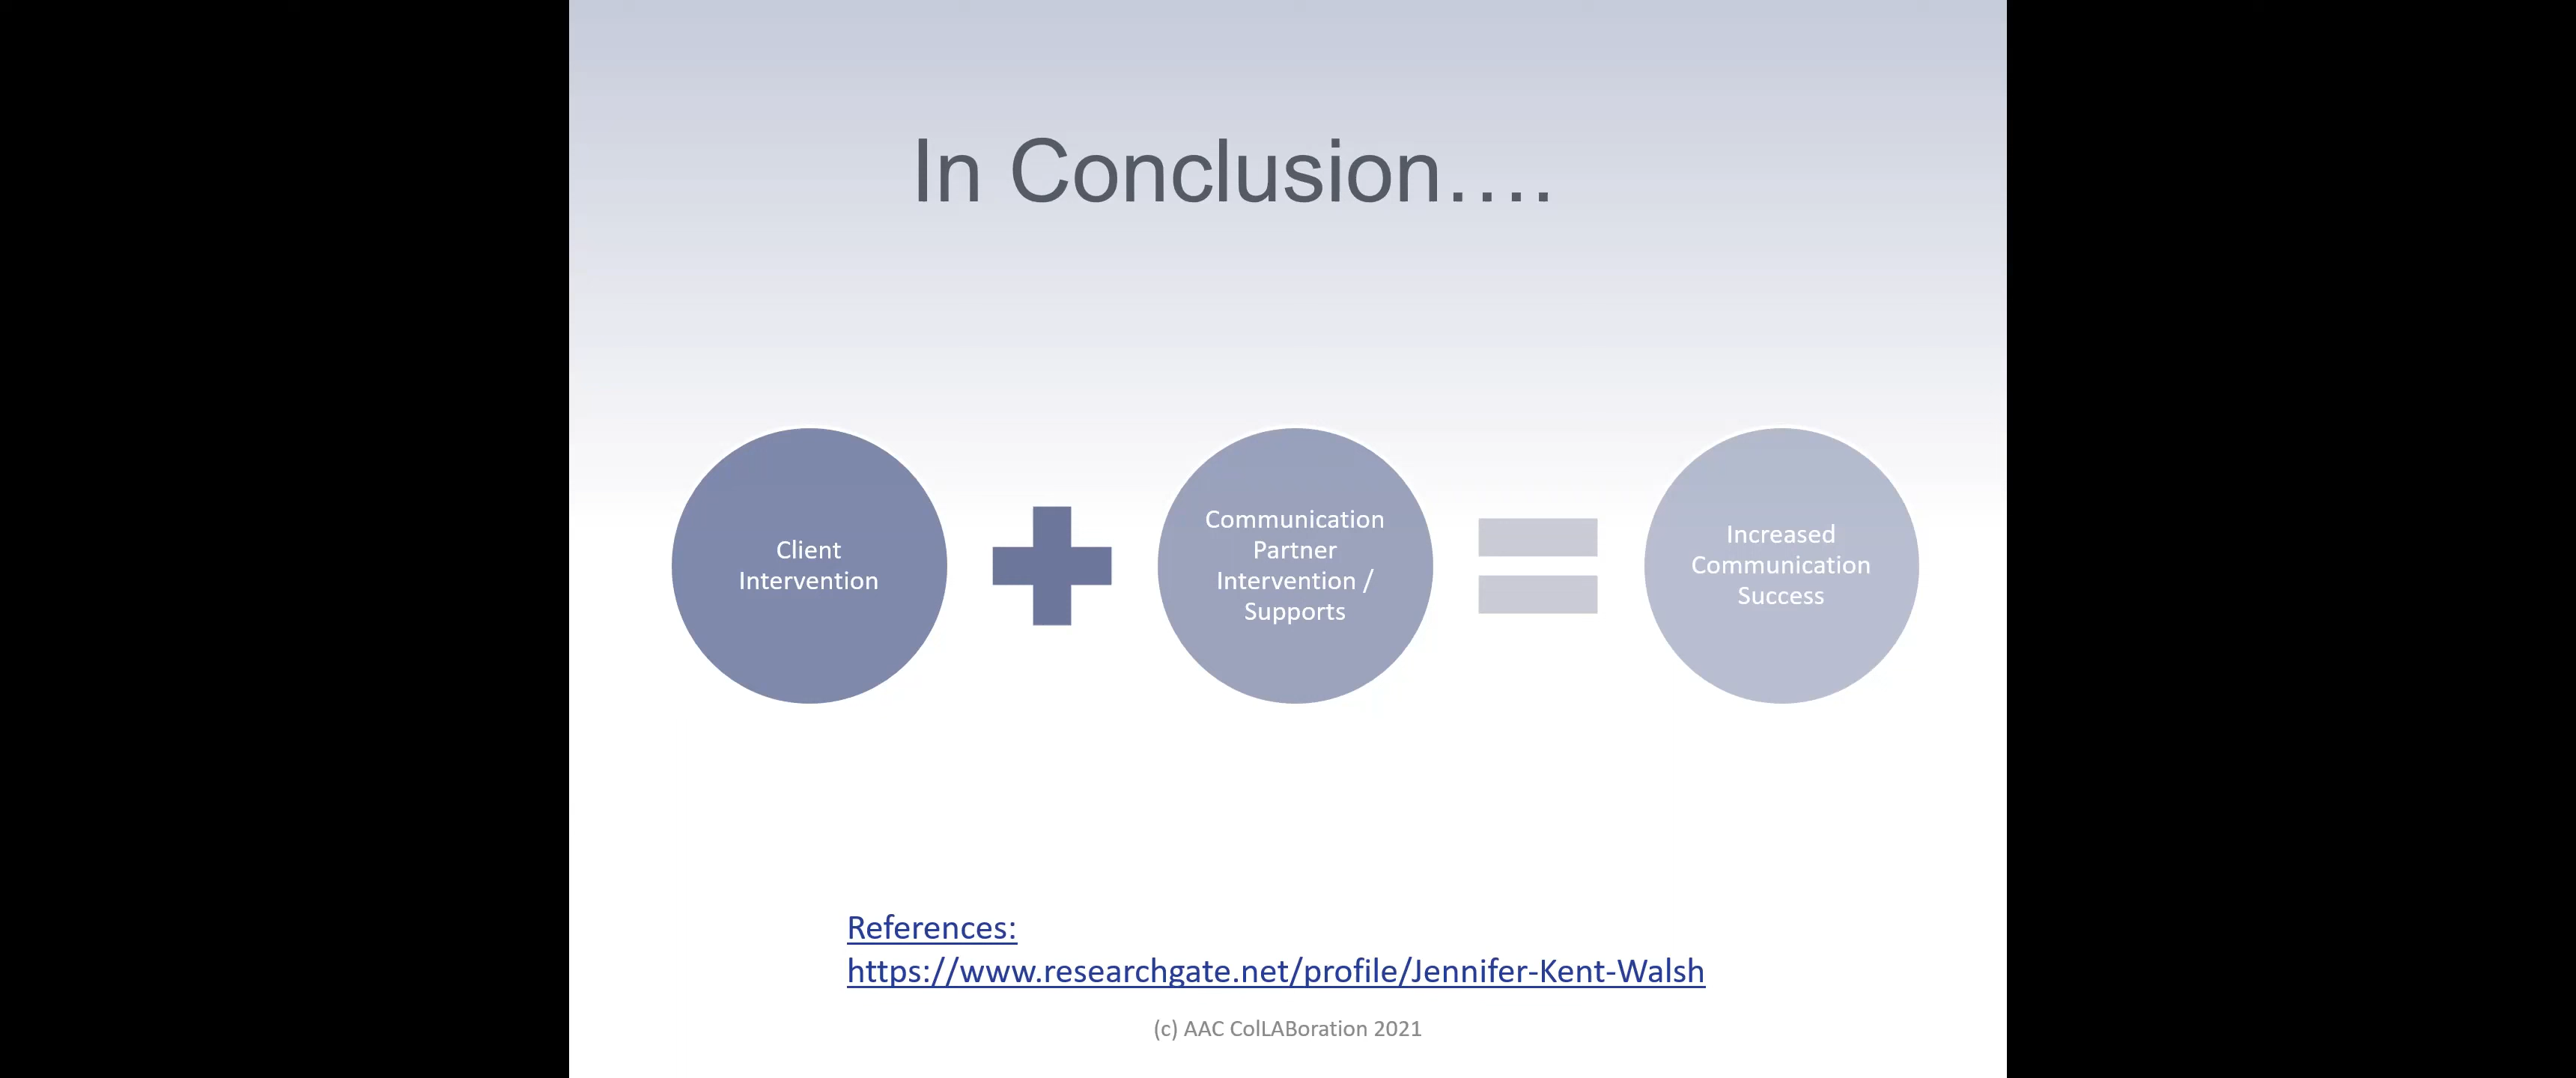 In Conclusion….
Client
Intervention
Communication
Partner
Intervention /
Supports
Increased
Communication
Success
References:
https://www.researchgate.net/profile/Jennifer-Kent-Walsh
(c) AAC ColLABoration 2021